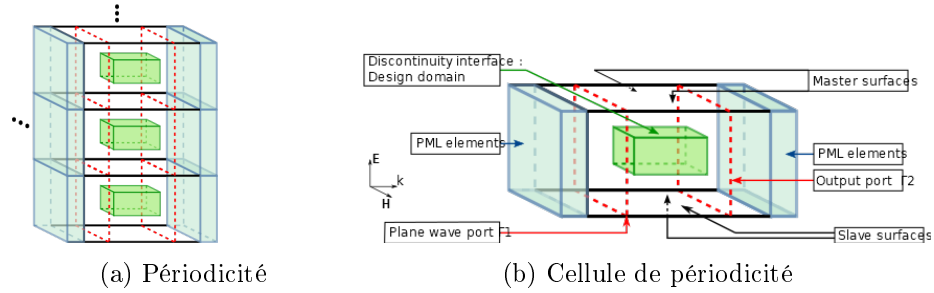 Discontinuity interface :
Design domain
Master surfaces
PML elements
PML elements
E
k
H
Output port Γ2
Plane wave port Γ1
Slave surfaces
(a) Périodicité
(b) Cellule de périodicité